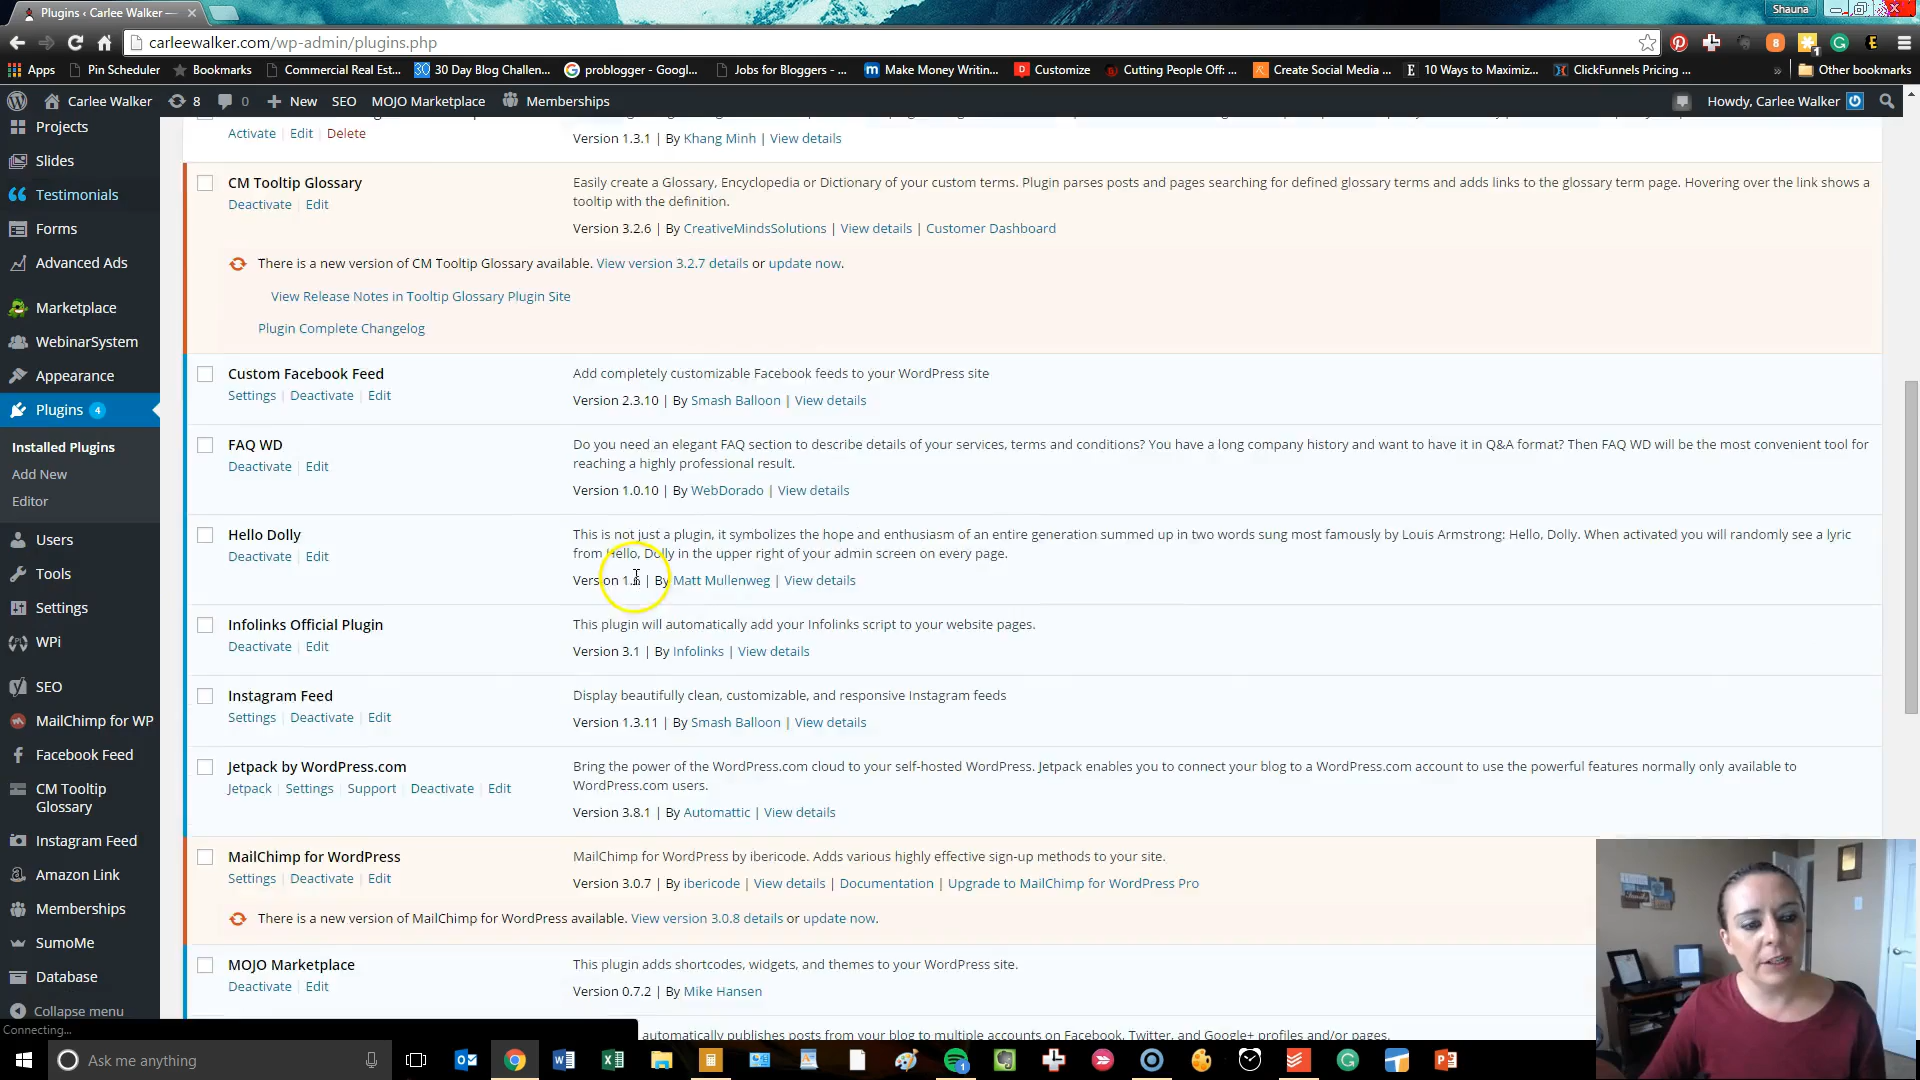 Plugins ‹ Carlee Walker —
Shauna
carleewalker.com/wp-admin/plugins.php
Apps Pin Scheduler Bookmarks Commercial Real Est... 30 Day Blog Challen... problogger - Googl... Jobs for Bloggers - ... Make Money Writin... Customize Cutting People Off: ... Create Social Media ... 10 Ways to Maximiz... ClickFunnels Pricing ... » Other bookmarks
Carlee Walker 8 0 + New SEO MOJO Marketplace Memberships Howdy, Carlee Walker
Projects
Slides
Testimonials
Forms
Advanced Ads
Marketplace
WebinarSystem
Appearance
Plugins 4
Installed Plugins
Add New
Editor
Users
Tools
Settings
WPi
SEO
MailChimp for WP
Facebook Feed
CM Tooltip
Glossary
Instagram Feed
Amazon Link
Memberships
SumoMe
Database
Collapse menu
Connecting...
Activate | Edit | Delete
Version 1.3.1 | By Khang Minh | View details
CM Tooltip Glossary
Deactivate | Edit
Easily create a Glossary, Encyclopedia or Dictionary of your custom terms. Plugin parses posts and pages searching for defined glossary terms and adds links to the glossary term page. Hovering over the link shows a
tooltip with the definition.
Version 3.2.6 | By CreativeMindsSolutions | View details | Customer Dashboard
There is a new version of CM Tooltip Glossary available. View version 3.2.7 details or update now.
View Release Notes in Tooltip Glossary Plugin Site
Plugin Complete Changelog
Custom Facebook Feed
Settings | Deactivate | Edit
Add completely customizable Facebook feeds to your WordPress site
Version 2.3.10 | By Smash Balloon | View details
FAQ WD
Deactivate | Edit
Do you need an elegant FAQ section to describe details of your services, terms and conditions? You have a long company history and want to have it in Q&A format? Then FAQ WD will be the most convenient tool for
reaching a highly professional result.
Version 1.0.10 | By WebDorado | View details
Hello Dolly
Deactivate | Edit
This is not just a plugin, it symbolizes the hope and enthusiasm of an entire generation summed up in two words sung most famously by Louis Armstrong: Hello, Dolly. When activated you will randomly see a lyric
from Hello, Dolly in the upper right of your admin screen on every page.
Version 1.6 | By Matt Mullenweg | View details
Infolinks Official Plugin
Deactivate | Edit
This plugin will automatically add your Infolinks script to your website pages.
Version 3.1 | By Infolinks | View details
Instagram Feed
Settings | Deactivate | Edit
Display beautifully clean, customizable, and responsive Instagram feeds
Version 1.3.11 | By Smash Balloon | View details
Jetpack by WordPress.com
Jetpack | Settings | Support | Deactivate | Edit
Bring the power of the WordPress.com cloud to your self-hosted WordPress. Jetpack enables you to connect your blog to a WordPress.com account to use the powerful features normally only available to
WordPress.com users.
Version 3.8.1 | By Automattic | View details
MailChimp for WordPress
Settings | Deactivate | Edit
MailChimp for WordPress by ibericode. Adds various highly effective sign-up methods to your site.
Version 3.0.7 | By ibericode | View details | Documentation | Upgrade to MailChimp for WordPress Pro
There is a new version of MailChimp for WordPress available. View version 3.0.8 details or update now.
MOJO Marketplace
Deactivate | Edit
This plugin adds shortcodes, widgets, and themes to your WordPress site.
Version 0.7.2 | By Mike Hansen
automatically publishes posts from your blog to multiple accounts on Facebook, Twitter, and Google+ profiles and/or pages.
Ask me anything